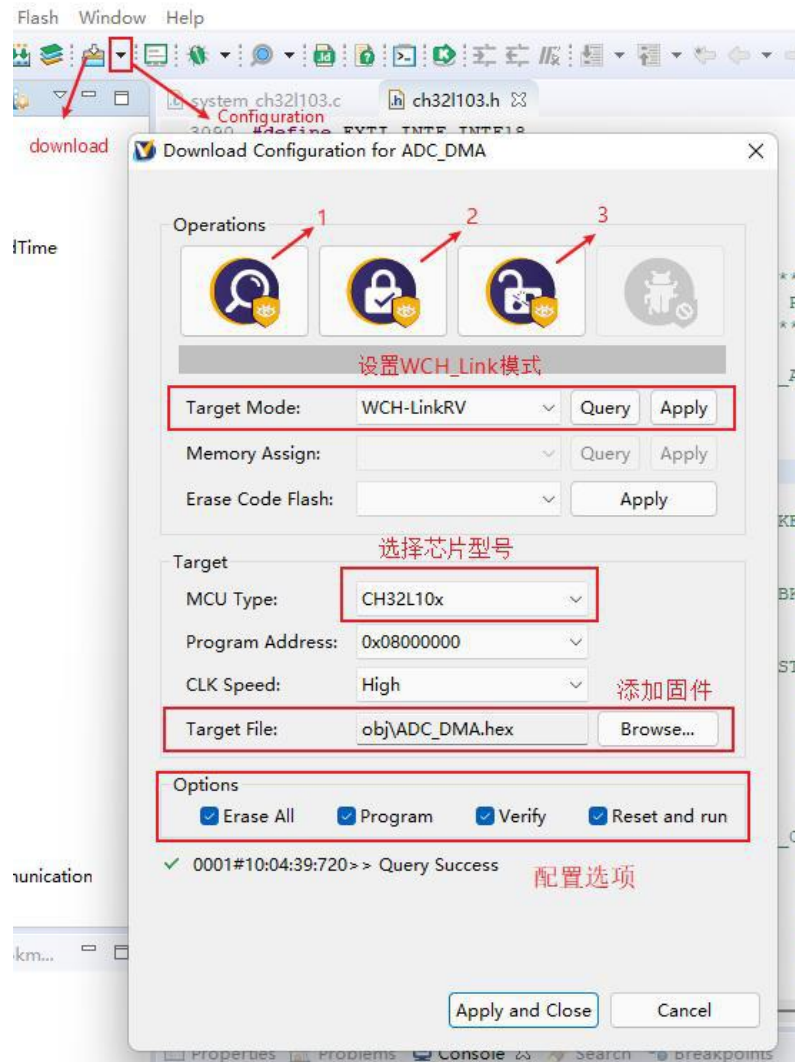 Flash Window Help
system_ch32l103.c
ch32l103.h
Configuration
3090 #define EXTI_INTF_INTF18
download
Download Configuration for ADC_DMA
Operations
1
2
3
设置WCH_Link模式
Target Mode: WCH-LinkRV Query Apply
Memory Assign: Query Apply
Erase Code Flash: Apply
选择芯片型号
Target
MCU Type: CH32L10x
Program Address: 0x08000000
CLK Speed: High
添加固件
Target File: obj\ADC_DMA.hex Browse...
Options
Erase All Program Verify Reset and run
0001#10:04:39:720>> Query Success
配置选项
Apply and Close Cancel
Properties Problems Console Search Breakpoints